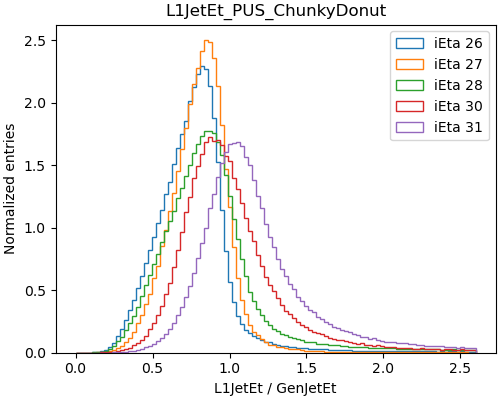 L1JetEt_PUS_ChunkyDonut
iEta 26
iEta 27
iEta 28
iEta 30
iEta 31
Normalized entries
2.5
2.0
1.5
1.0
0.5
0.0
0.0 0.5 1.0 1.5 2.0 2.5
L1JetEt / GenJetEt